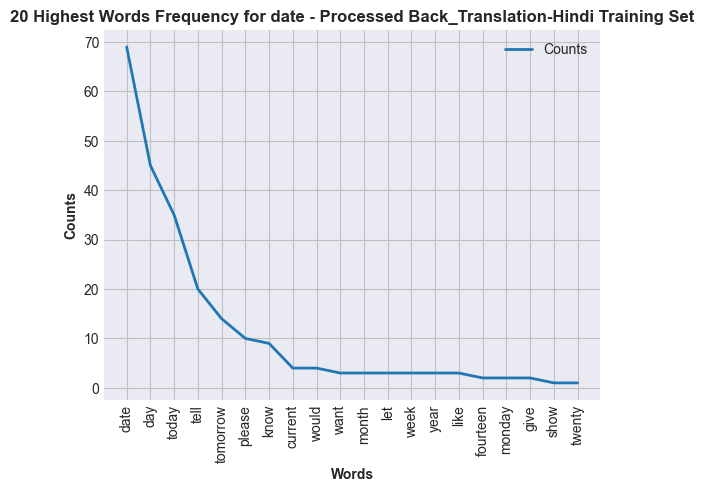 20 Highest Words Frequency for date - Processed Back_Translation-Hindi Training Set
Counts
70
60
50
40
30
20
10
0
Counts
date
day
today
tell
tomorrow
please
know
current
would
want
month
let
week
year
like
fourteen
monday
give
show
twenty
Words